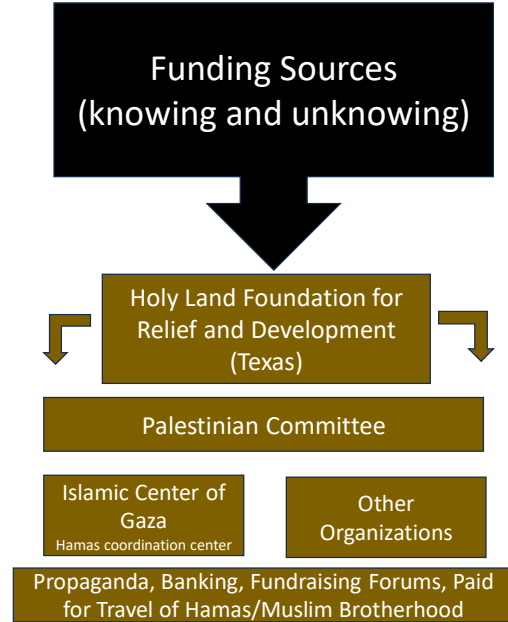 Funding Sources
(knowing and unknowing)
Holy Land Foundation for
Relief and Development
(Texas)
Palestinian Committee
Islamic Center of
Gaza
Hamas coordination center
Other
Organizations
Propaganda, Banking, Fundraising Forums, Paid
for Travel of Hamas/Muslim Brotherhood